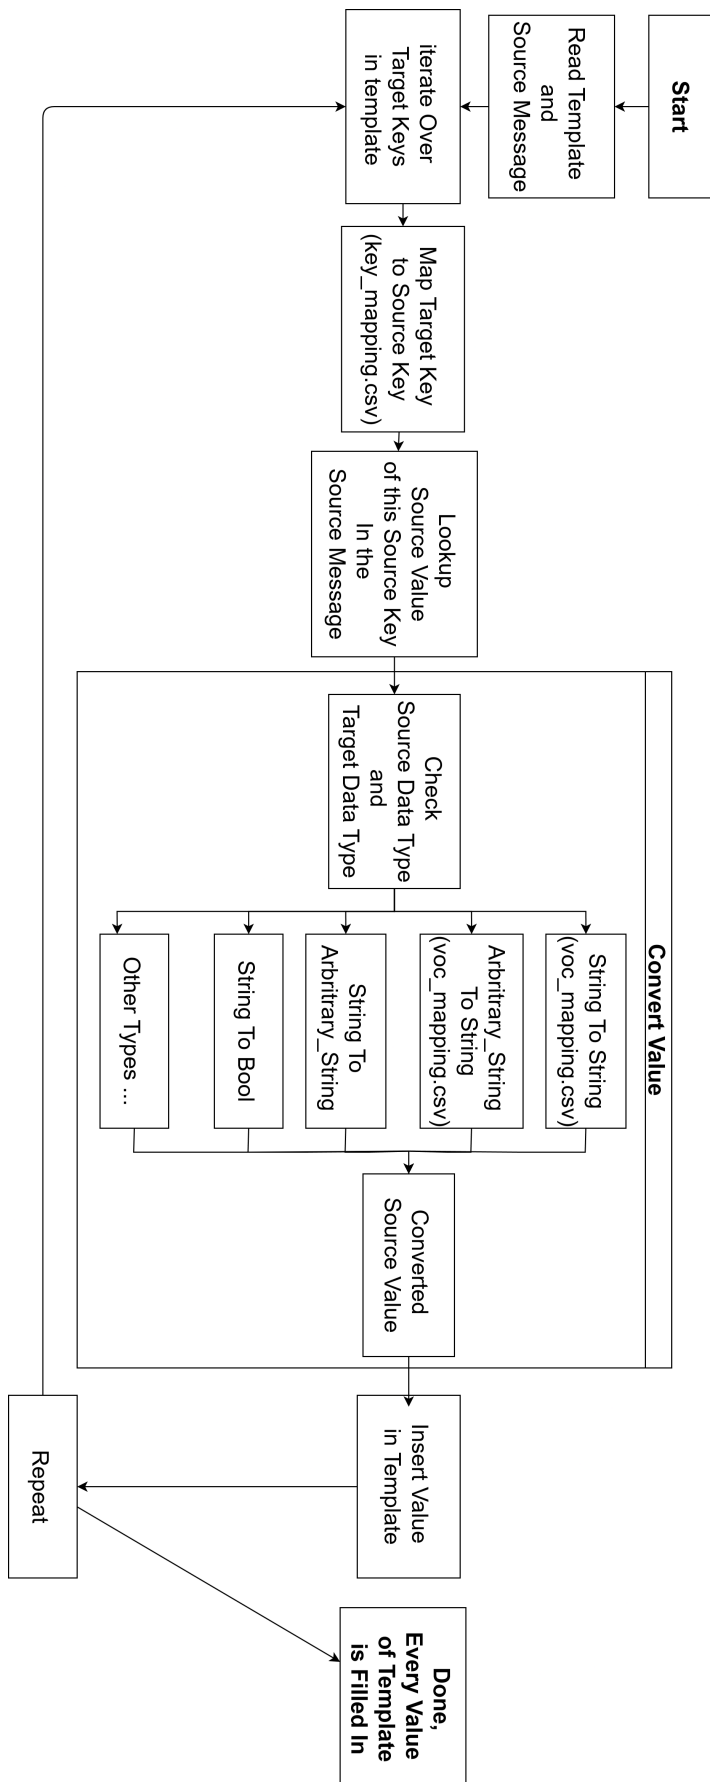 Start
Read Template
and
Source Message
iterate Over
Target Keys
in template
Map Target Key
to Source Key
(key_mapping.csv)
Lookup
Source Value
of this Source Key
In the
Source Message
Convert Value
Check
Source Data Type
and
Target Data Type
String To String
(voc_mapping.csv)
Arbritrary_String
To String
(voc_mapping.csv)
String To
Arbritrary_String
String To Bool
Other Types ...
Converted
Source Value
Insert Value
in Template
Repeat
Done,
Every Value
of Template
is Filled In